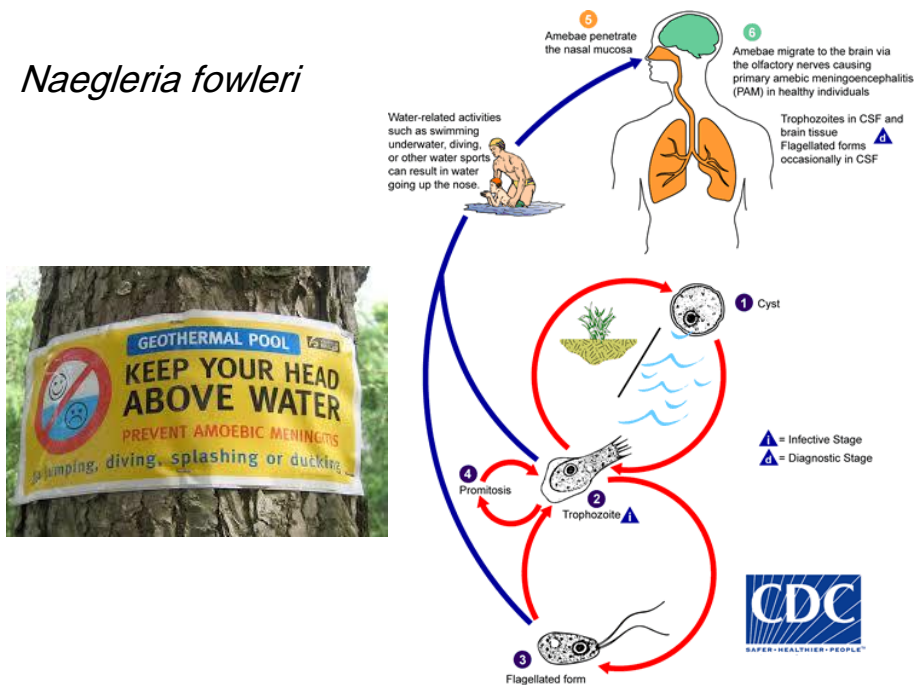 Naegleria fowleri
5
Amebae penetrate
the nasal mucosa
6
Amebae migrate to the brain via
the olfactory nerves causing
primary amebic meningoencephalitis
(PAM) in healthy individuals
Trophozoites in CSF and
brain tissue
Flagellated forms
occasionally in CSF
d
Water-related activities
such as swimming
underwater, diving,
or other water sports
can result in water
going up the nose.
GEOTHERMAL POOL
KEEP YOUR HEAD
ABOVE WATER
PREVENT AMOEBIC MENINGITIS
jumping, diving, splashing or ducking
1 Cyst
i = Infective Stage
d = Diagnostic Stage
4
Promitosis
2
Trophozoite i
3
Flagellated form
CDC
SAFER·HEALTHIER·PEOPLE™